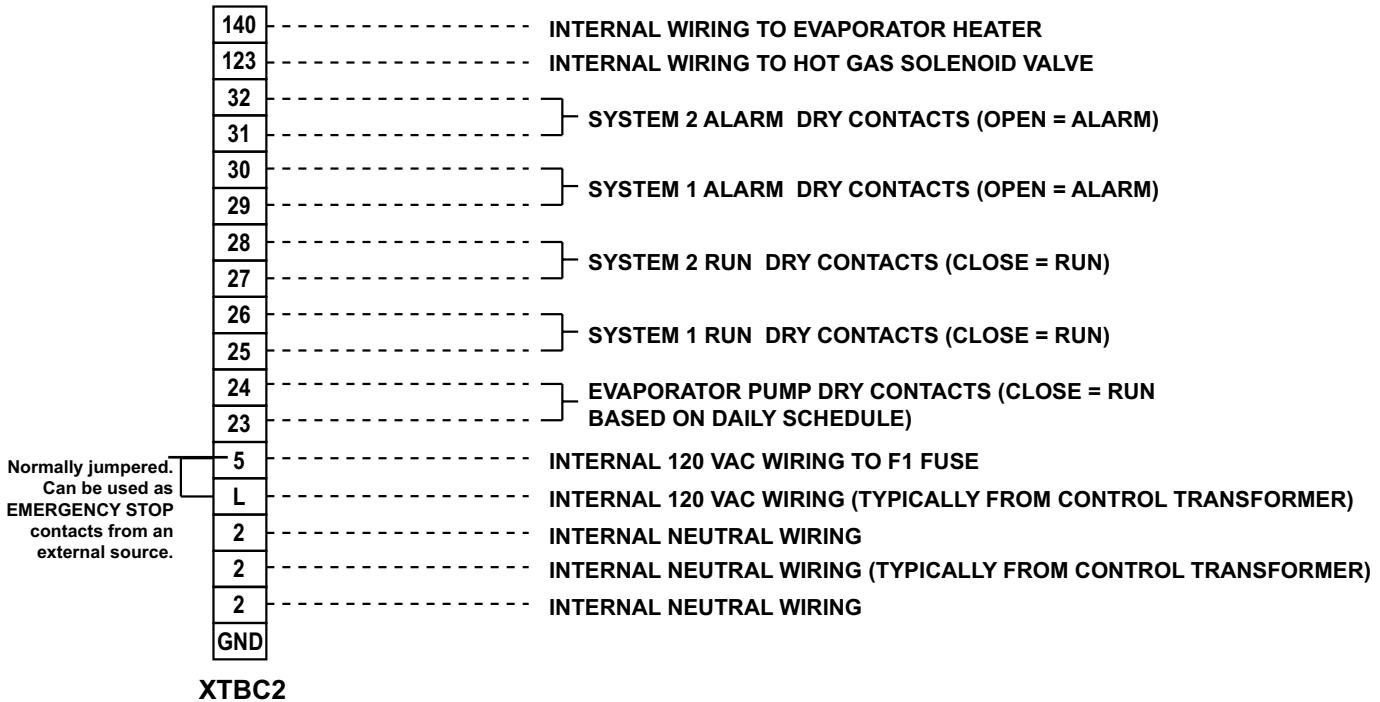 140 INTERNAL WIRING TO EVAPORATOR HEATER
123 INTERNAL WIRING TO HOT GAS SOLENOID VALVE
32
SYSTEM 2 ALARM DRY CONTACTS (OPEN = ALARM)
31
30
SYSTEM 1 ALARM DRY CONTACTS (OPEN = ALARM)
29
28
SYSTEM 2 RUN DRY CONTACTS (CLOSE = RUN)
27
26
SYSTEM 1 RUN DRY CONTACTS (CLOSE = RUN)
25
24
EVAPORATOR PUMP DRY CONTACTS (CLOSE = RUN
BASED ON DAILY SCHEDULE)
23
Normally jumpered.
Can be used as
EMERGENCY STOP
contacts from an
external source.
5 INTERNAL 120 VAC WIRING TO F1 FUSE
L INTERNAL 120 VAC WIRING (TYPICALLY FROM CONTROL TRANSFORMER)
2 INTERNAL NEUTRAL WIRING
2 INTERNAL NEUTRAL WIRING (TYPICALLY FROM CONTROL TRANSFORMER)
2 INTERNAL NEUTRAL WIRING
GND
XTBC2